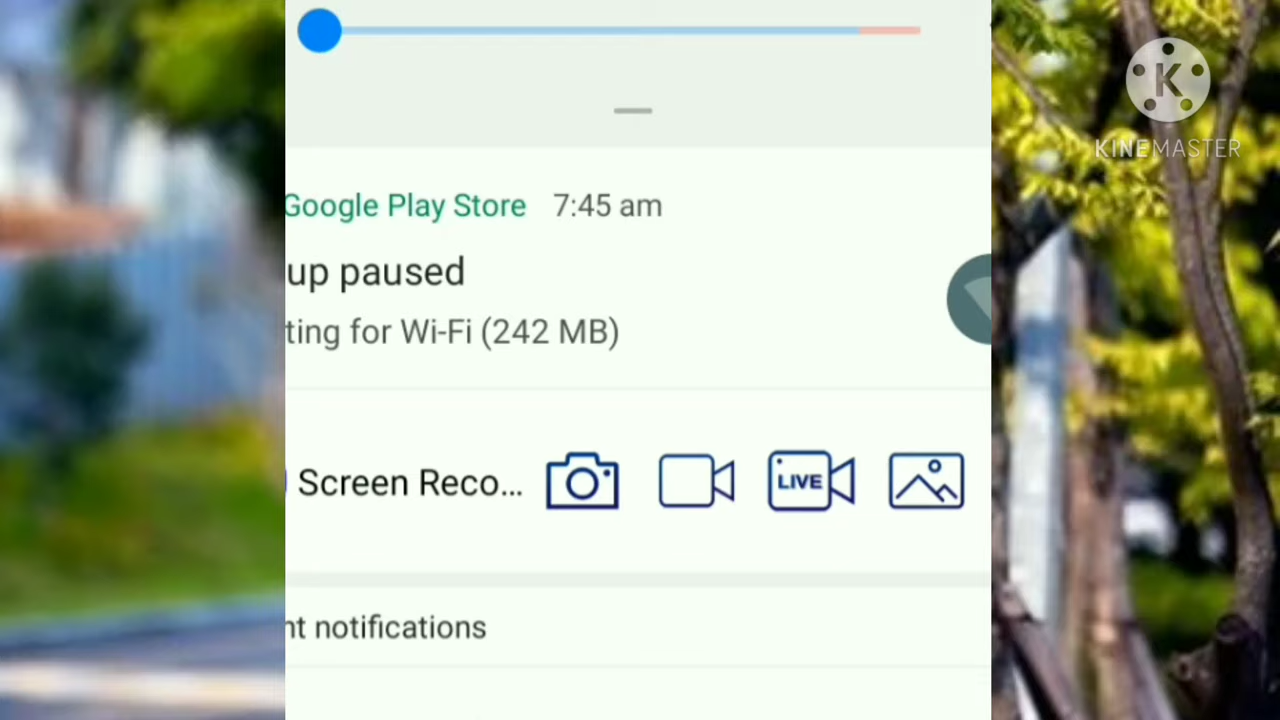 Google Play Store 7:45 am
up paused
ting for Wi-Fi (242 MB)
Screen Reco...
LIVE
nt notifications
K
KINEMASTER